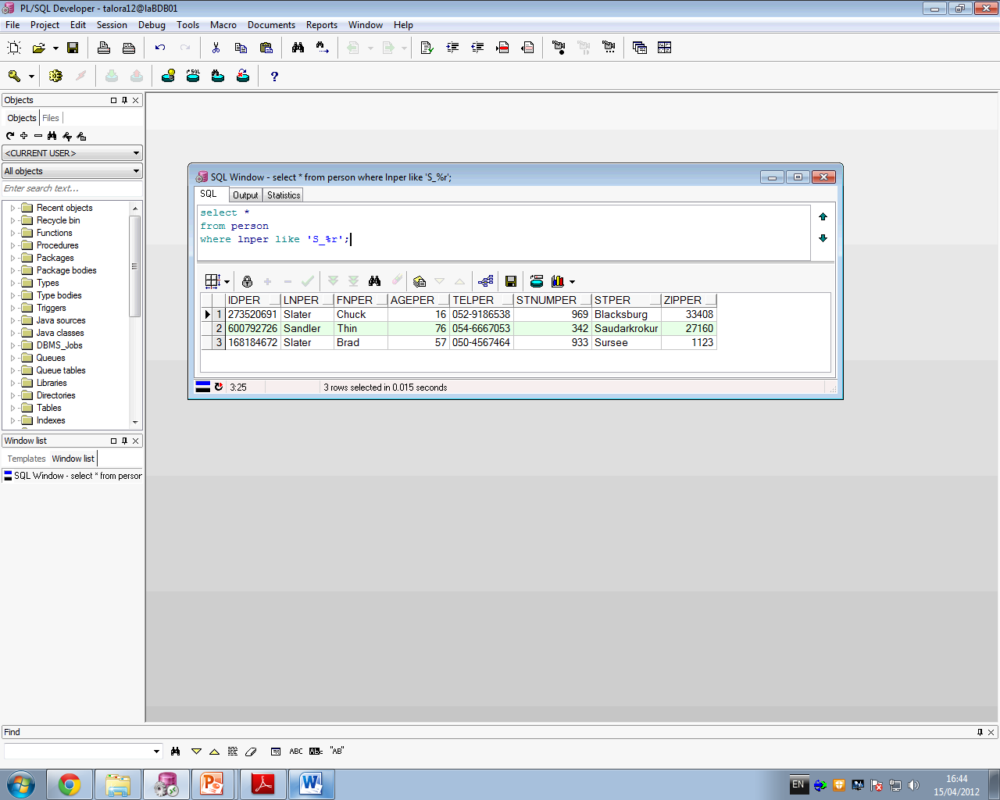 PL/SQL Developer - talora12@laBDB01
File Project Edit Session Debug Tools Macro Documents Reports Window Help
SQL
?
Objects
Objects Files
<CURRENT USER>
All objects
Enter search text...
Recent objects
Recycle bin
Functions
Procedures
Packages
Package bodies
Types
Type bodies
Triggers
Java sources
Java classes
DBMS_Jobs
Queues
Queue tables
Libraries
Directories
Tables
Indexes
Window list
Templates Window list
SQL Window - select * from person
SQL Window - select * from person where lnper like 'S_%r';
SQL Output Statistics
select *
from person
where lnper like 'S_%r';
IDPER LNPER FNPER AGEPER TELPER STNUMPER STPER ZIPPER
1 273520691 Slater Chuck 16 052-9186538 969 Blacksburg 33408
2 600792726 Sandler Thin 76 054-6667053 342 Saudarkrokur 27160
3 168184672 Slater Brad 57 050-4567464 933 Sursee 1123
3:25 3 rows selected in 0.015 seconds
Find
ABC "AB"
EN 16:44
15/04/2012